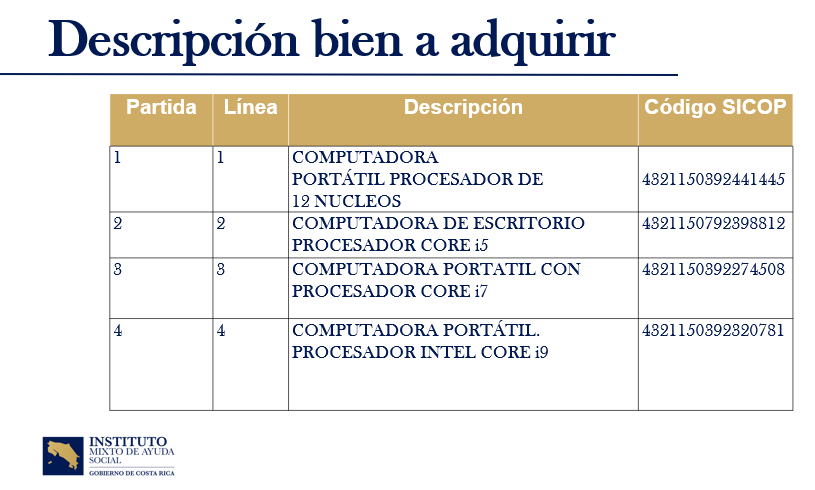 Descripción bien a adquirir
Partida Línea Descripción Código SICOP
1 1 COMPUTADORA
PORTÁTIL PROCESADOR DE 4321150392441445
12 NUCLEOS
2 2 COMPUTADORA DE ESCRITORIO 4321150792398812
PROCESADOR CORE i5
3 3 COMPUTADORA PORTATIL CON 4321150392274508
PROCESADOR CORE i7
4 4 COMPUTADORA PORTÁTIL. 4321150392320781
PROCESADOR INTEL CORE i9
INSTITUTO
MIXTO DE AYUDA
SOCIAL
GOBIERNO DE COSTA RICA